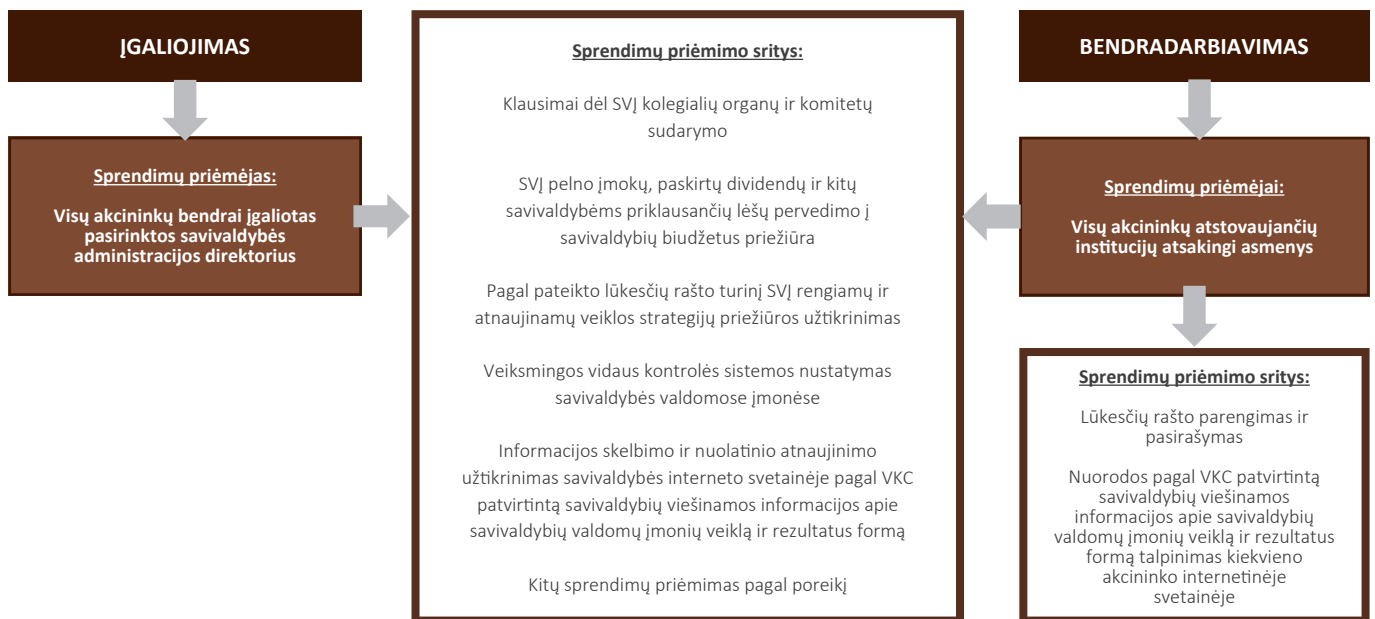 ĮGALIOJIMAS
Sprendimų priėmėjas:
Visų akcininkų bendrai įgaliotas
pasirinktos savivaldybės
administracijos direktorius
Sprendimų priėmimo sritys:
Klausimai dėl SVĮ kolegialių organų ir komitetų
sudarymo
SVĮ pelno įmokų, paskirtų dividendų ir kitų
savivaldybėms priklausančių lėšų pervedimo į
savivaldybių biudžetus priežiūra
Pagal pateikto lūkesčių rašto turinį SVĮ rengiamų ir
atnaujinamų veiklos strategijų priežiūros užtikrinimas
Veiksmingos vidaus kontrolės sistemos nustatymas
savivaldybės valdomose įmonėse
Informacijos skelbimo ir nuolatinio atnaujinimo
užtikrinimas savivaldybės interneto svetainėje pagal VKC
patvirtintą savivaldybių viešinamos informacijos apie
savivaldybių valdomų įmonių veiklą ir rezultatus formą
Kitų sprendimų priėmimas pagal poreikį
BENDRADARBIAVIMAS
Sprendimų priėmėjai:
Visų akcininkų atstovaujančių
institucijų atsakingi asmenys
Sprendimų priėmimo sritys:
Lūkesčių rašto parengimas ir
pasirašymas
Nuorodos pagal VKC patvirtintą
savivaldybių viešinamos
informacijos apie savivaldybių
valdomų įmonių veiklą ir rezultatus
formą talpinimas kiekvieno
akcininko internetinėje
svetainėje